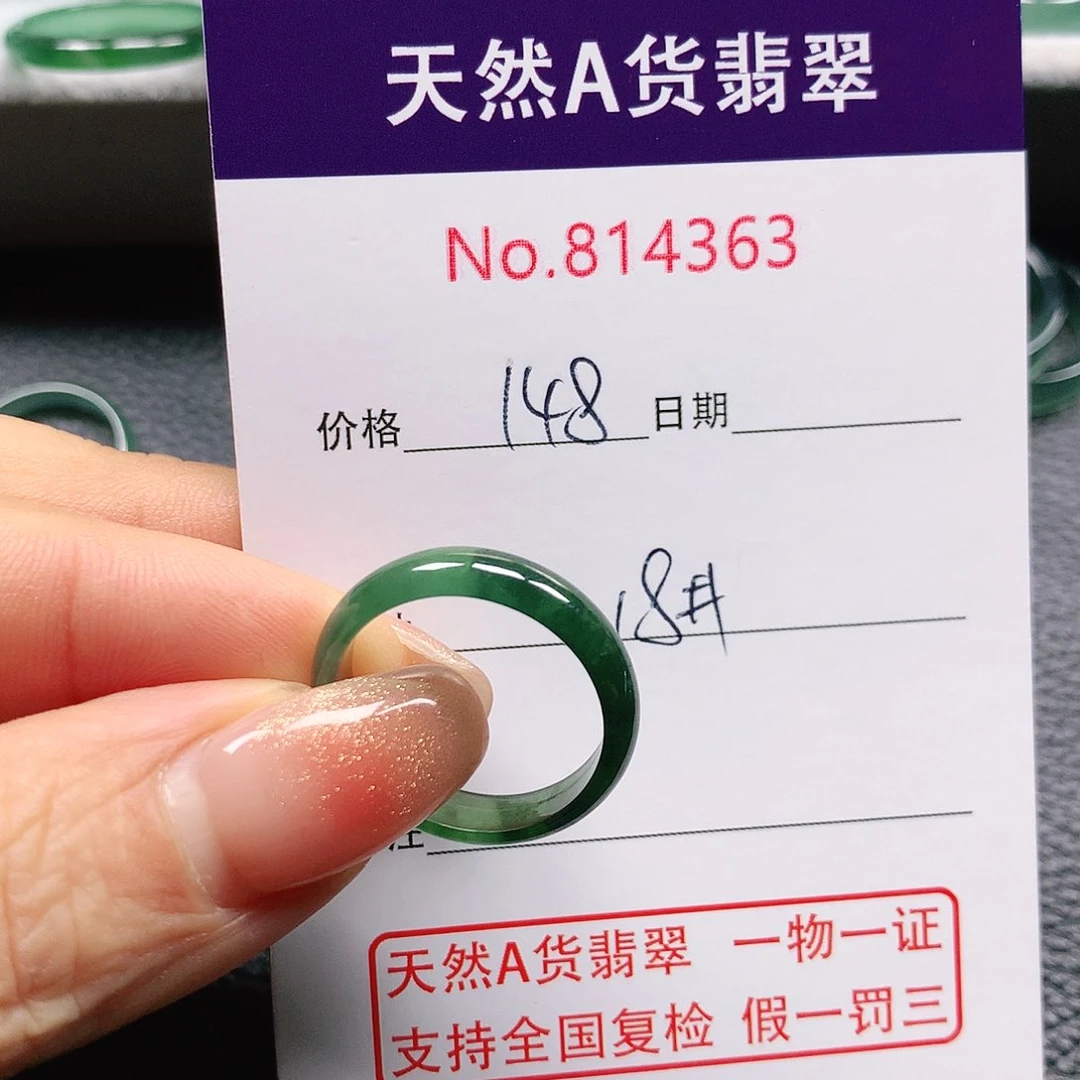 天然A货翡翠
No.814363
价格 148 日期
18#
注
天然A货翡翠 一物一证
支持全国复检 假一罚三